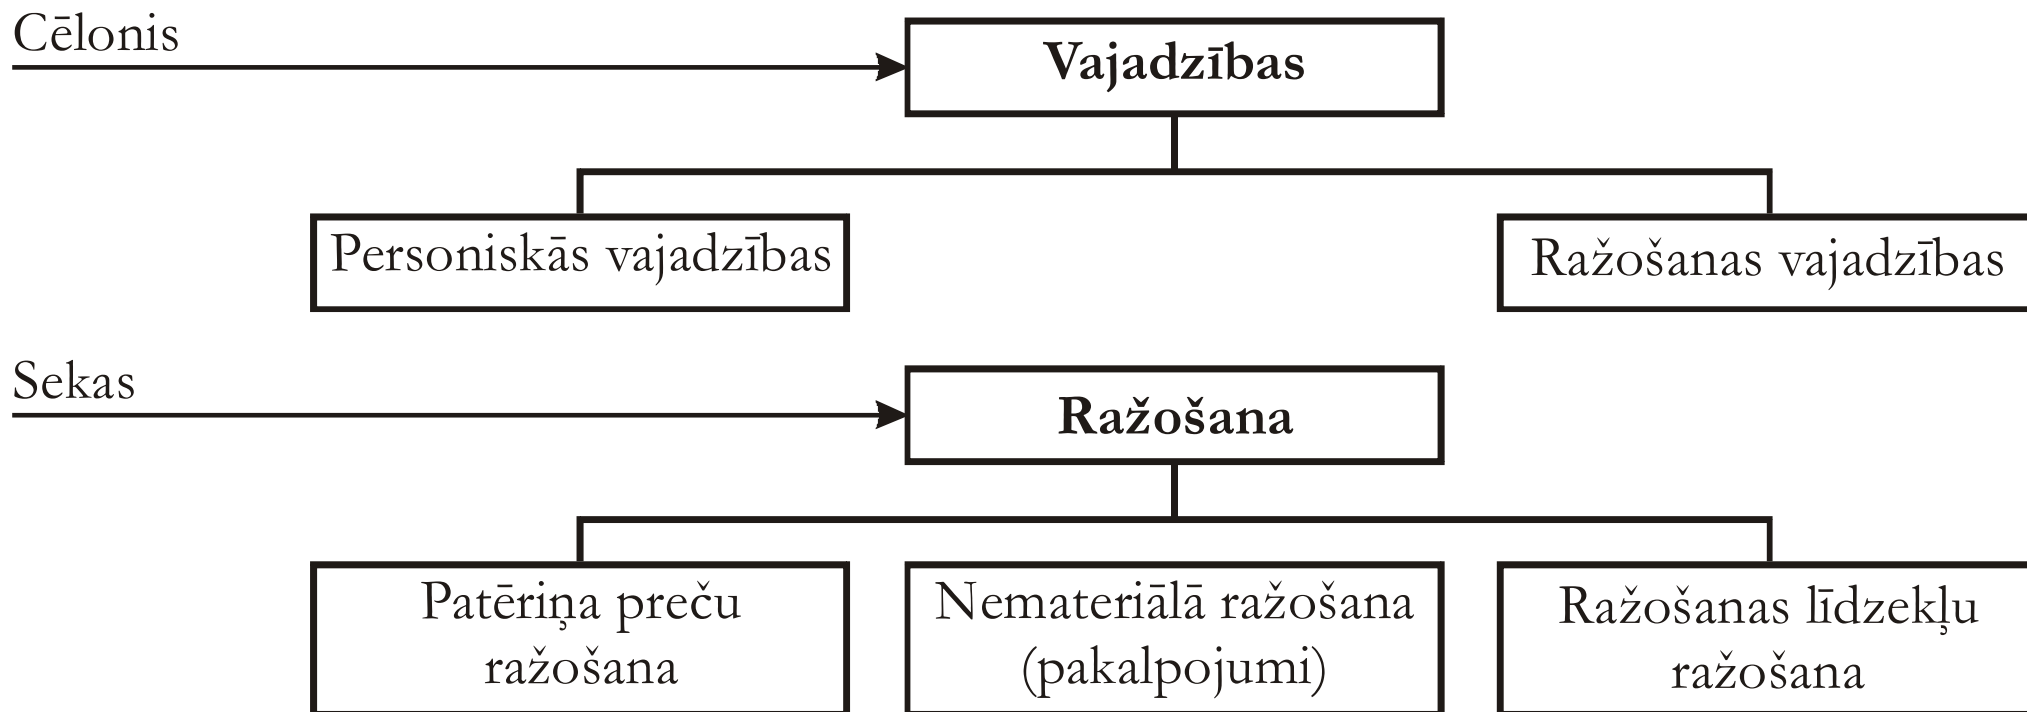 Cēlonis
Vajadzības
Personiskās vajadzības
Ražošanas vajadzības
Sekas
Ražošana
Patēriņa preču
ražošana
Nemateriālā ražošana
(pakalpojumi)
Ražošanas līdzekļu
ražošana